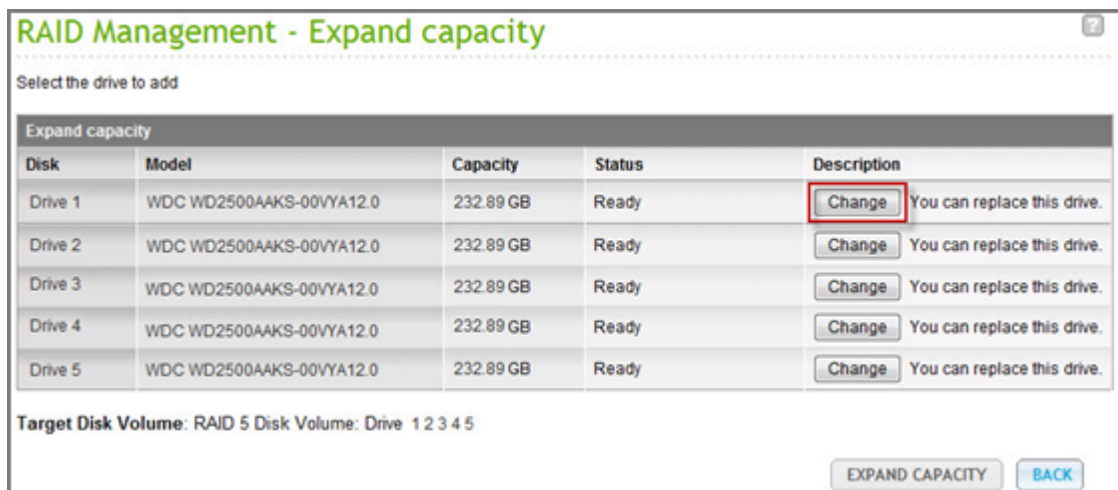 RAID Management - Expand capacity
?
Select the drive to add
Expand capacity
Disk Model Capacity Status Description
Drive 1 WDC WD2500AAKS-00VYA12.0 232.89 GB Ready Change You can replace this drive.
Drive 2 WDC WD2500AAKS-00VYA12.0 232.89 GB Ready Change You can replace this drive.
Drive 3 WDC WD2500AAKS-00VYA12.0 232.89 GB Ready Change You can replace this drive.
Drive 4 WDC WD2500AAKS-00VYA12.0 232.89 GB Ready Change You can replace this drive.
Drive 5 WDC WD2500AAKS-00VYA12.0 232.89 GB Ready Change You can replace this drive.
Target Disk Volume: RAID 5 Disk Volume: Drive 1 2 3 4 5
EXPAND CAPACITY BACK